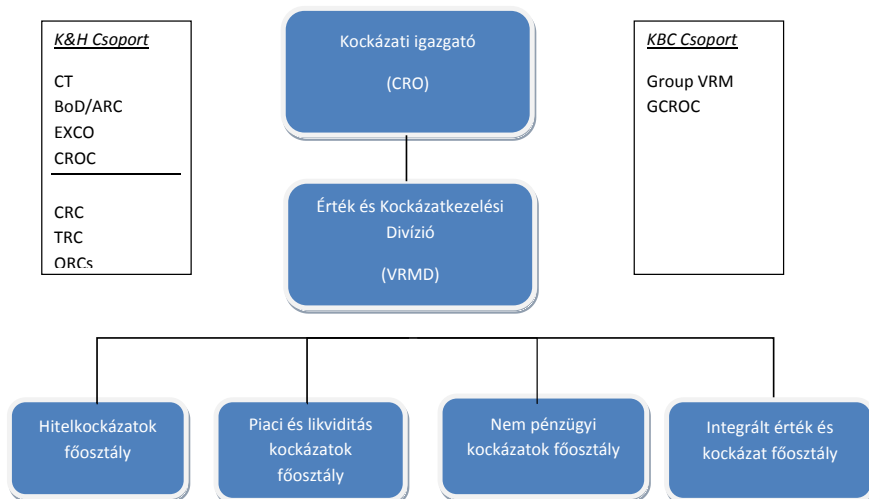 K&H Csoport
CT
BoD/ARC
EXCO
CROC
CRC
TRC
ORCs
Kockázati igazgató
(CRO)
KBC Csoport
Group VRM
GCROC
Érték és Kockázatkezelési
Divízió
(VRMD)
Hitelkockázatok
főosztály
Piaci és likviditás
kockázatok
főosztály
Nem pénzügyi
kockázatok főosztály
Integrált érték és
kockázat főosztály